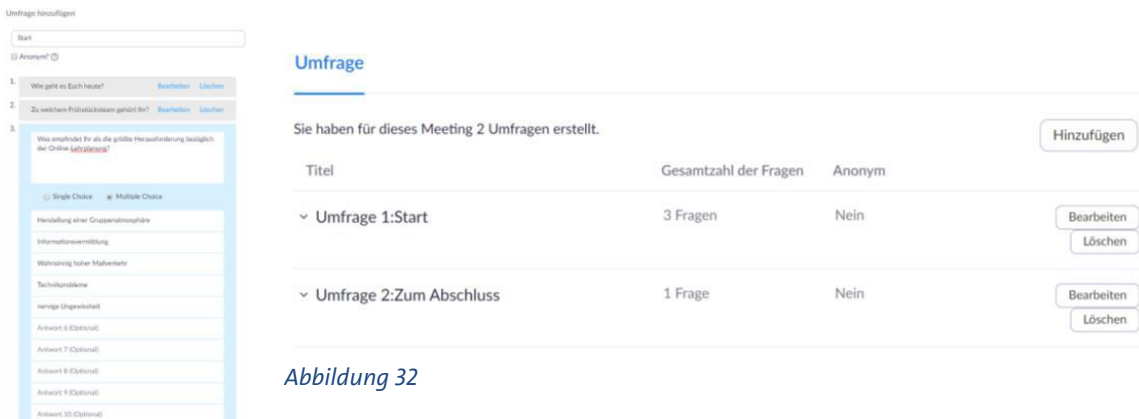 Umfrage hinzufügen
Start
Anonym?
1. Wie geht es Euch heute? Bearbeiten Löschen
2. Zu welchem Frühstücksteam gehört Ihr? Bearbeiten Löschen
3. Was empfindet Ihr als die größte Herausforderung bezüglich
der Online-Lehrplanung?
Single Choice Multiple Choice
Herstellung einer Gruppenatmosphäre
Informationsvermittlung
Wahnsinnig hoher Mailverkehr
Technikprobleme
nervige Ungewissheit
Antwort 6 (Optional)
Antwort 7 (Optional)
Antwort 8 (Optional)
Antwort 9 (Optional)
Antwort 10 (Optional)
Umfrage
Sie haben für dieses Meeting 2 Umfragen erstellt.
Hinzufügen
Titel Gesamtzahl der Fragen Anonym
Umfrage 1:Start 3 Fragen Nein Bearbeiten
Löschen
Umfrage 2:Zum Abschluss 1 Frage Nein Bearbeiten
Löschen
Abbildung 32